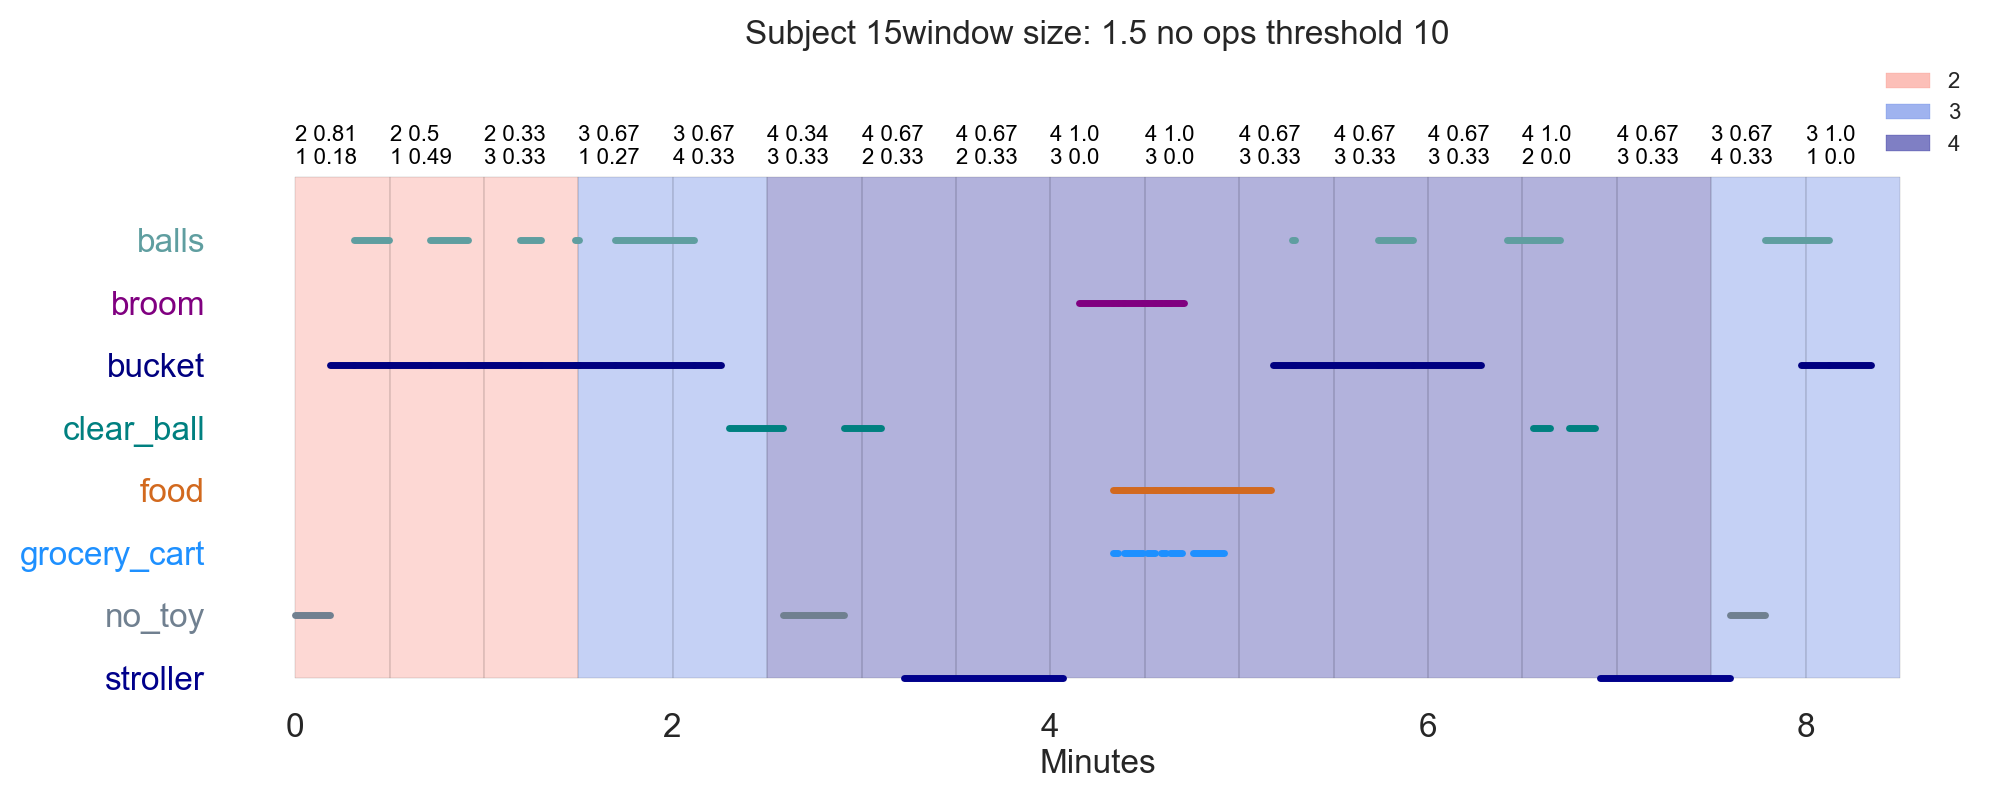 Subject 15window size: 1.5 no ops threshold 10
2
3
4
2 0.81 2 0.5 2 0.33 3 0.67 3 0.67 4 0.34 4 0.67 4 0.67 4 1.0 4 1.0 4 0.67 4 0.67 4 0.67 4 1.0 4 0.67 3 0.67 3 1.0
1 0.18 1 0.49 3 0.33 1 0.27 4 0.33 3 0.33 2 0.33 2 0.33 3 0.0 3 0.0 3 0.33 3 0.33 3 0.33 2 0.0 3 0.33 4 0.33 1 0.0
balls
broom
bucket
clear_ball
food
grocery_cart
no_toy
stroller
0 2 4 6 8
Minutes